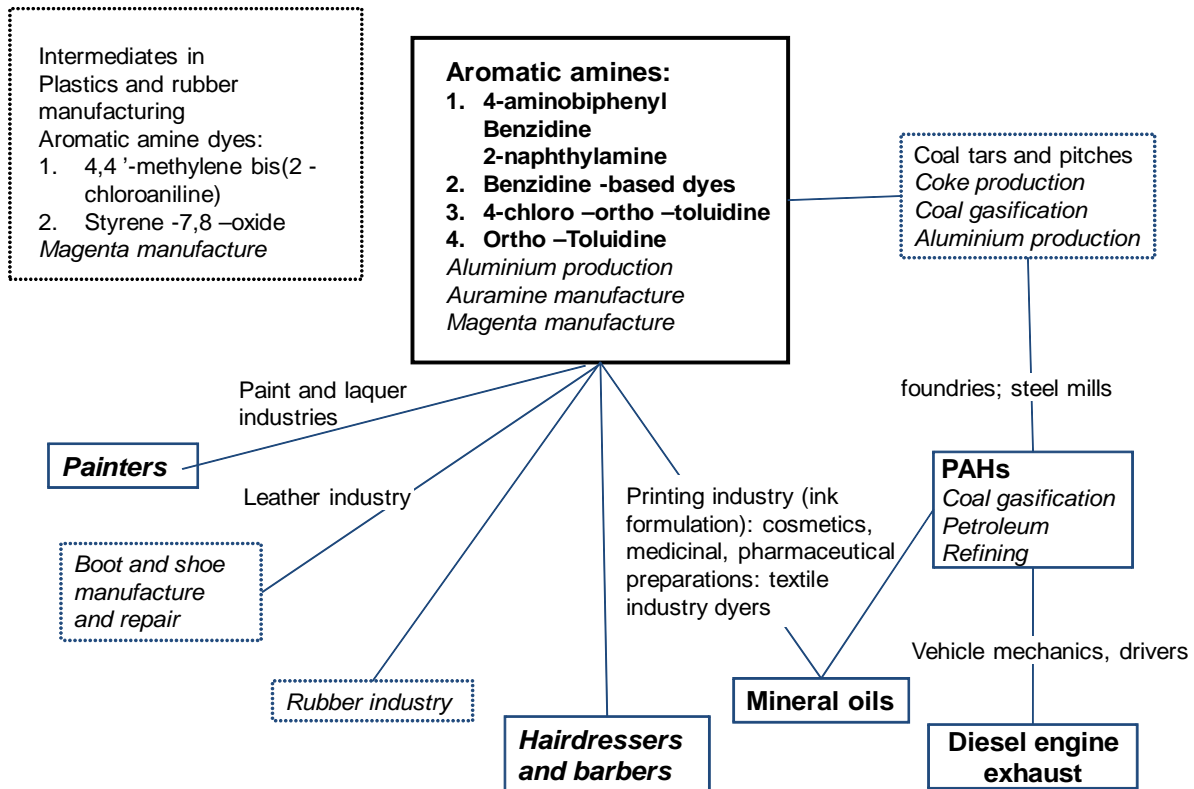 Intermediates in
Plastics and rubber
manufacturing
Aromatic amine dyes:
1. 4,4 '-methylene bis(2 -
chloroaniline)
2. Styrene -7,8 –oxide
Magenta manufacture
Aromatic amines:
1. 4-aminobiphenyl
Benzidine
2-naphthylamine
2. Benzidine -based dyes
3. 4-chloro –ortho –toluidine
4. Ortho –Toluidine
Aluminium production
Auramine manufacture
Magenta manufacture
Coal tars and pitches
Coke production
Coal gasification
Aluminium production
Paint and laquer
industries
foundries; steel mills
Painters
Leather industry
Printing industry (ink
formulation): cosmetics,
medicinal, pharmaceutical
preparations: textile
industry dyers
PAHs
Coal gasification
Petroleum
Refining
Boot and shoe
manufacture
and repair
Vehicle mechanics, drivers
Rubber industry
Mineral oils
Hairdressers
and barbers
Diesel engine
exhaust